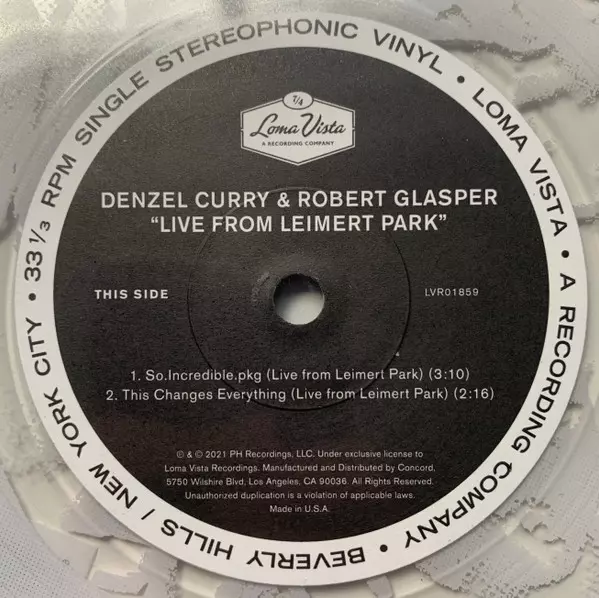 33 1/3 RPM SINGLE STEREOPHONIC VINYL • LOMA VISTA • A RECORDING COMPANY • BEVERLY HILLS / NEW YORK CITY •
7/4
Loma Vista
A RECORDING COMPANY
DENZEL CURRY & ROBERT GLASPER
“LIVE FROM LEIMERT PARK”
THIS SIDE
LVR01859
1. So.Incredible.pkg (Live from Leimert Park) (3:10)
2. This Changes Everything (Live from Leimert Park) (2:16)
℗ & © 2021 PH Recordings, LLC. Under exclusive license to
Loma Vista Recordings. Manufactured and Distributed by Concord,
5750 Wilshire Blvd, Los Angeles, CA 90036. All Rights Reserved.
Unauthorized duplication is a violation of applicable laws.
Made in U.S.A.